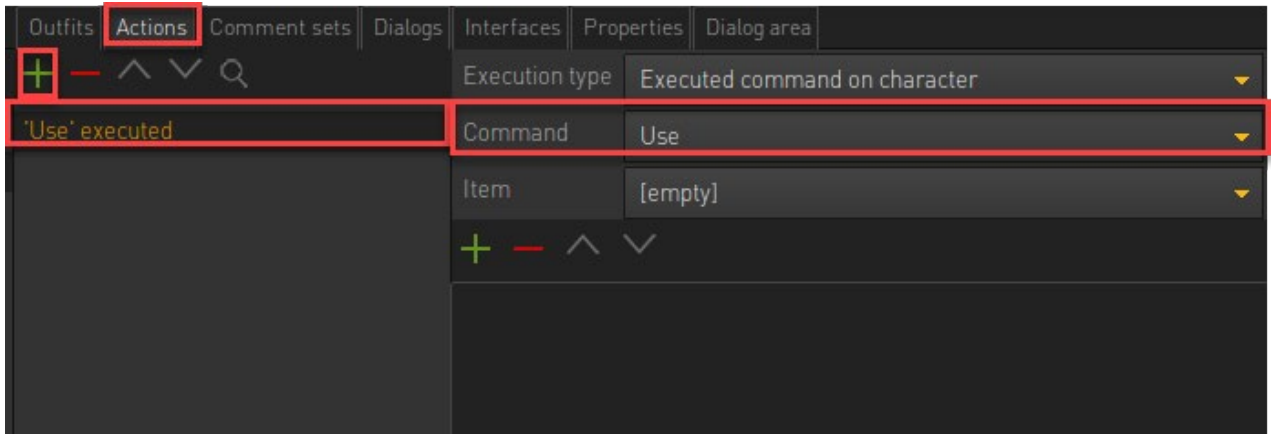 Outfits Actions Comment sets Dialogs Interfaces Properties Dialog area
Execution type Executed command on character
'Use' executed
Command Use
Item [empty]